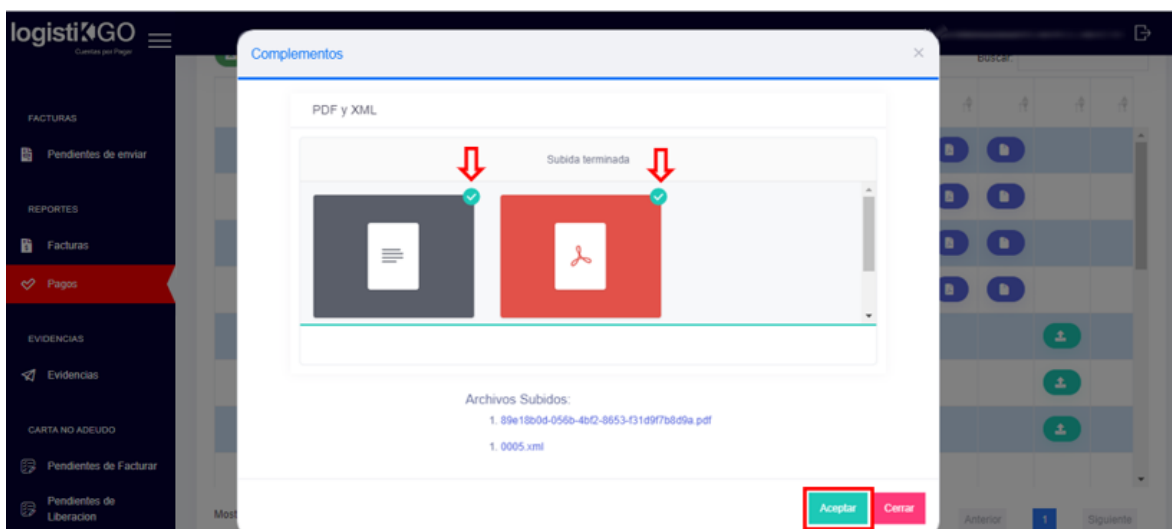 logistikGO
Cuentas por Pagar
Complementos
Buscar:
PDF y XML
FACTURAS
Pendientes de enviar
Subida terminada
REPORTES
Facturas
Pagos
EVIDENCIAS
Evidencias
Archivos Subidos:
1. 89e18b0d-056b-4bf2-8653-f31d9f7b8d9a.pdf
CARTA NO ADEUDO
1. 0005.xml
Pendientes de Facturar
Pendientes de
Liberacion
Most
Aceptar
Cerrar
Anterior
1
Siguiente